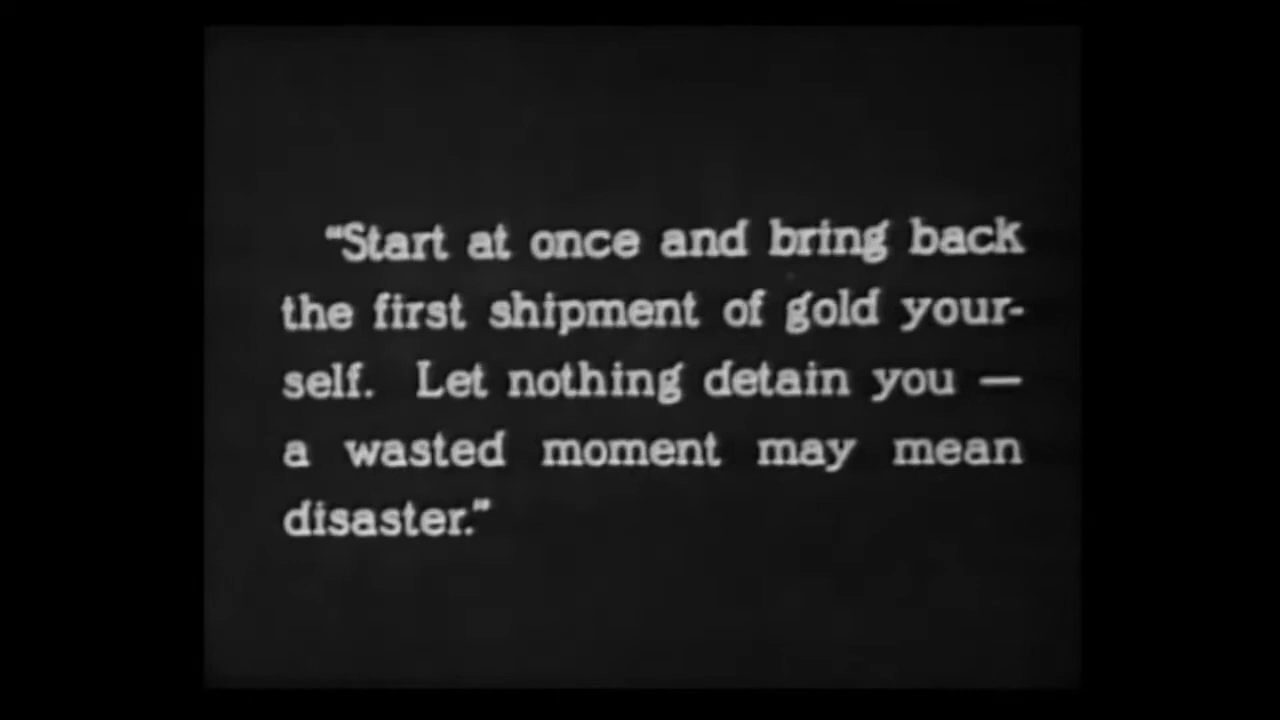 “Start at once and bring back
the first shipment of gold your-
self. Let nothing detain you —
a wasted moment may mean
disaster.”